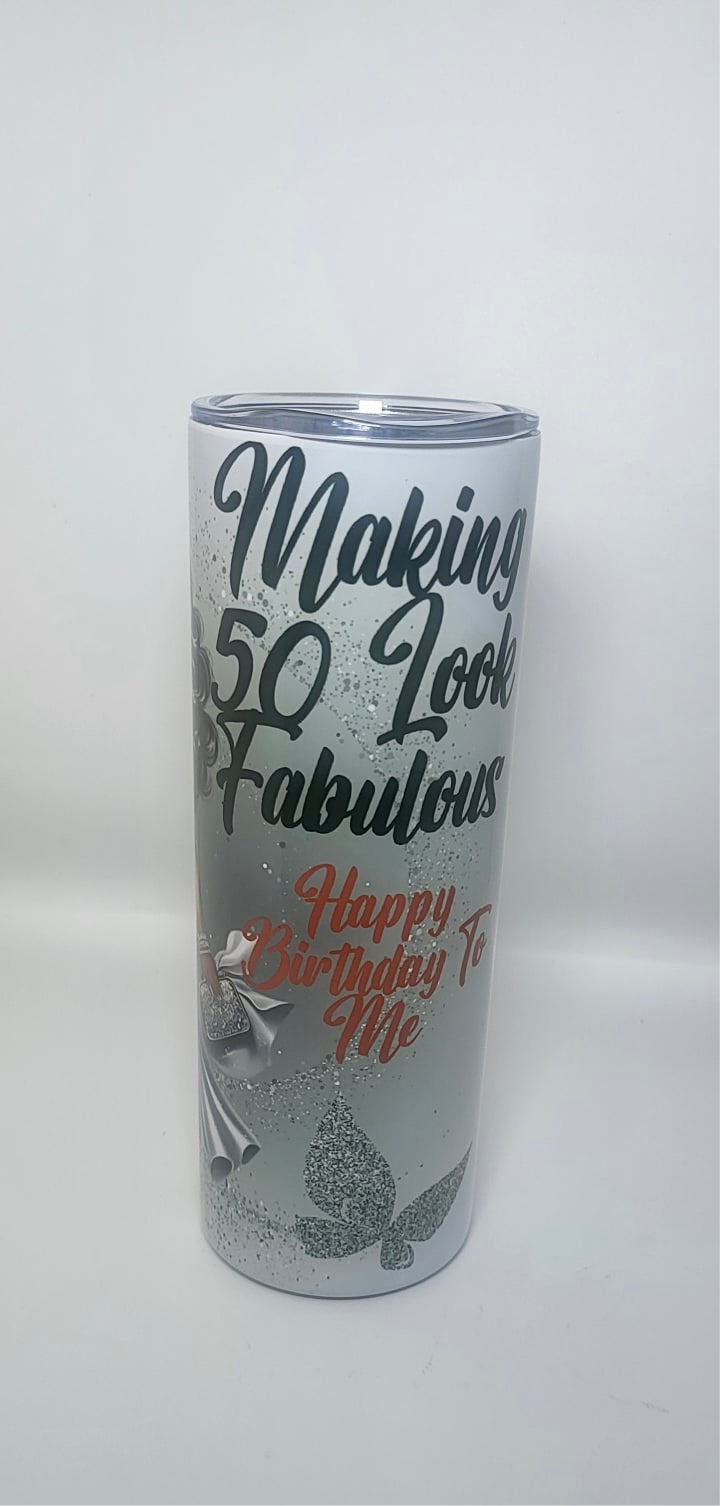 Making
50 Look
Fabulous
Happy
Birthday To
Me